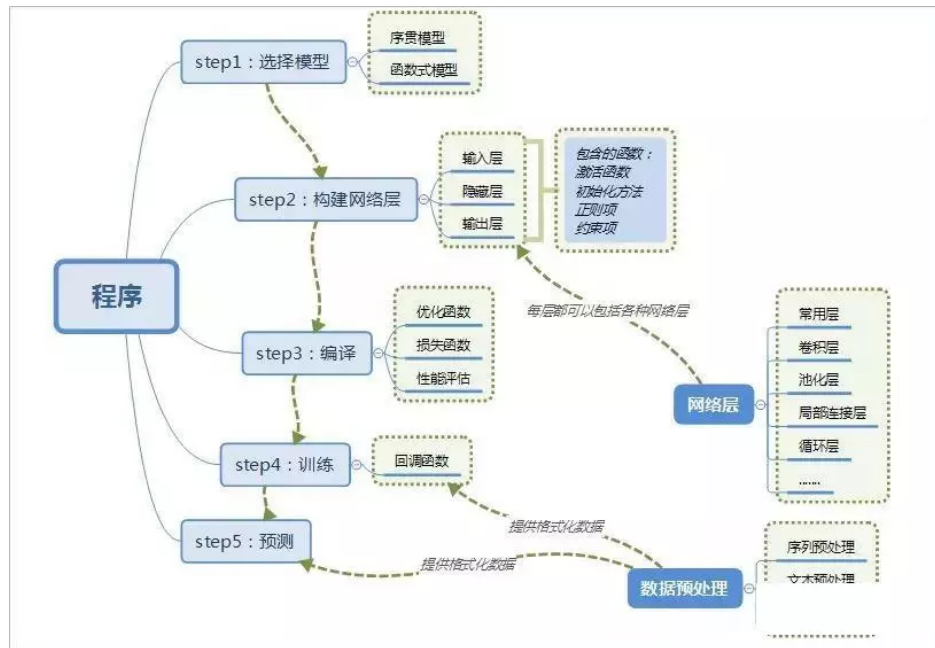 序贯模型
step1：选择模型
函数式模型
包含的函数：
激活函数
初始化方法
正则项
约束项
输入层
隐藏层
step2：构建网络层
输出层
程序
每层都可以包括各种网络层
优化函数
step3：编译
损失函数
性能评估
常用层
卷积层
池化层
网络层
局部连接层
循环层
......
step4：训练
回调函数
提供格式化数据
step5：预测
提供格式化数据
序列预处理
数据预处理
文本预处理